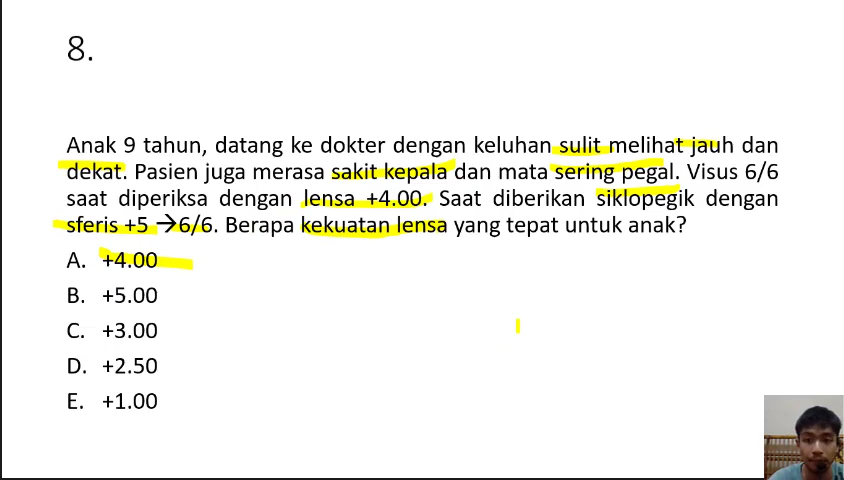 8.
Anak 9 tahun, datang ke dokter dengan keluhan sulit melihat jauh dan
dekat. Pasien juga merasa sakit kepala dan mata sering pegal. Visus 6/6
saat diperiksa dengan lensa +4.00. Saat diberikan siklopegik dengan
sferis +5 →6/6. Berapa kekuatan lensa yang tepat untuk anak?
A. +4.00
B. +5.00
C. +3.00
D. +2.50
E. +1.00